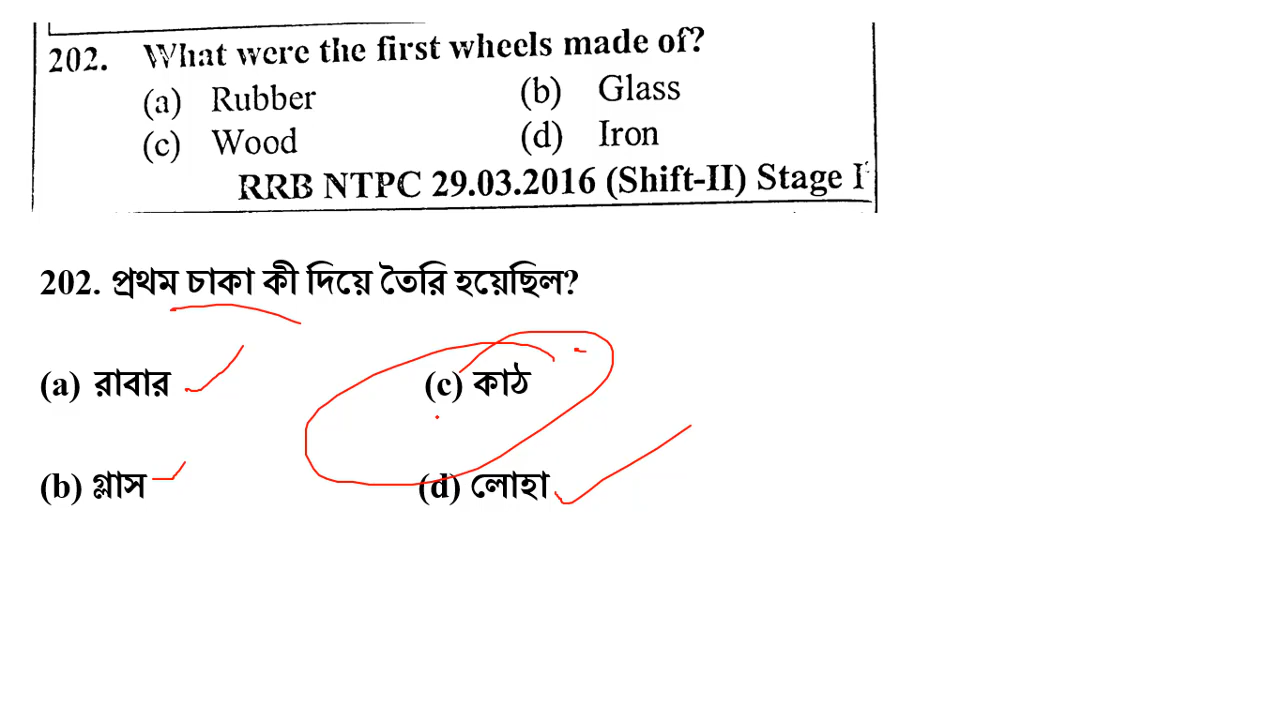 202. What were the first wheels made of?
(a) Rubber (b) Glass
(c) Wood (d) Iron
RRB NTPC 29.03.2016 (Shift-II) Stage I
202. প্রথম চাকা কী দিয়ে তৈরি হয়েছিল?
(a) রাবার (c) কাঠ
(b) গ্লাস (d) লোহা